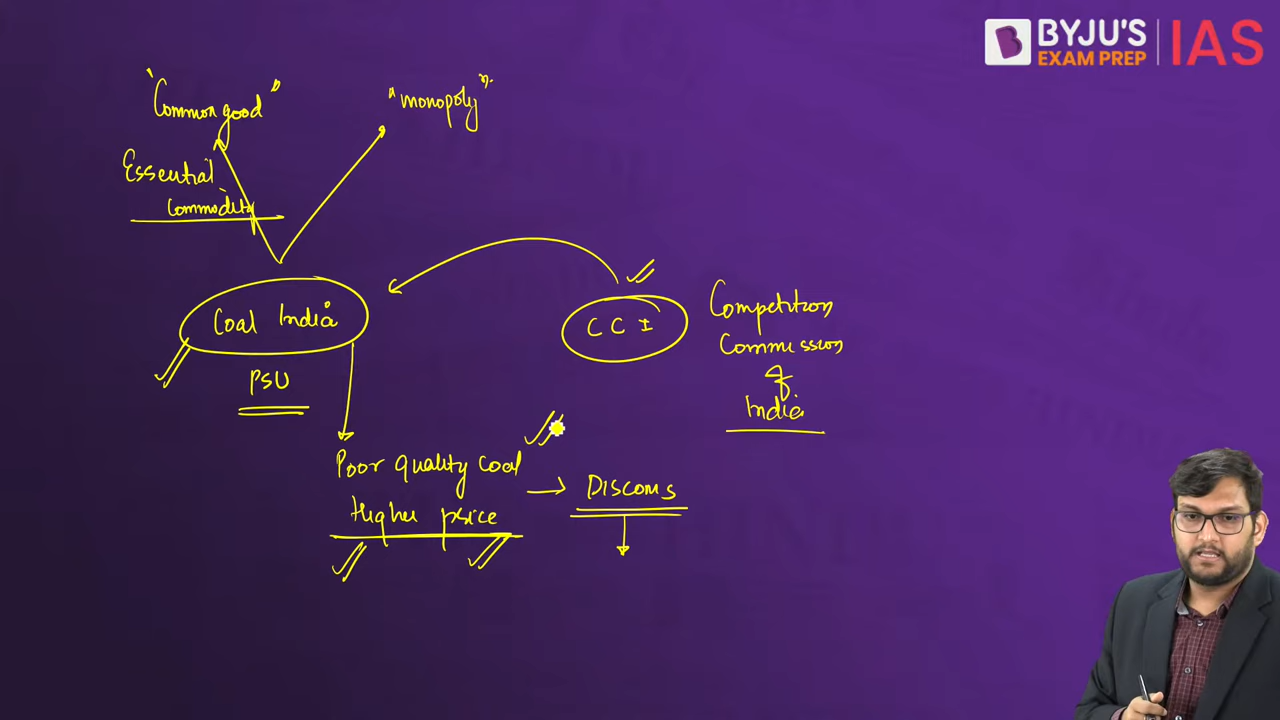 BYJU'S
EXAM PREP
IAS
"Common good"
"monopoly"
Essential
Commodity
Coal India
PSU
CCI
Competition
Commission
of
India
Poor quality coal
Higher price
DISCOMs